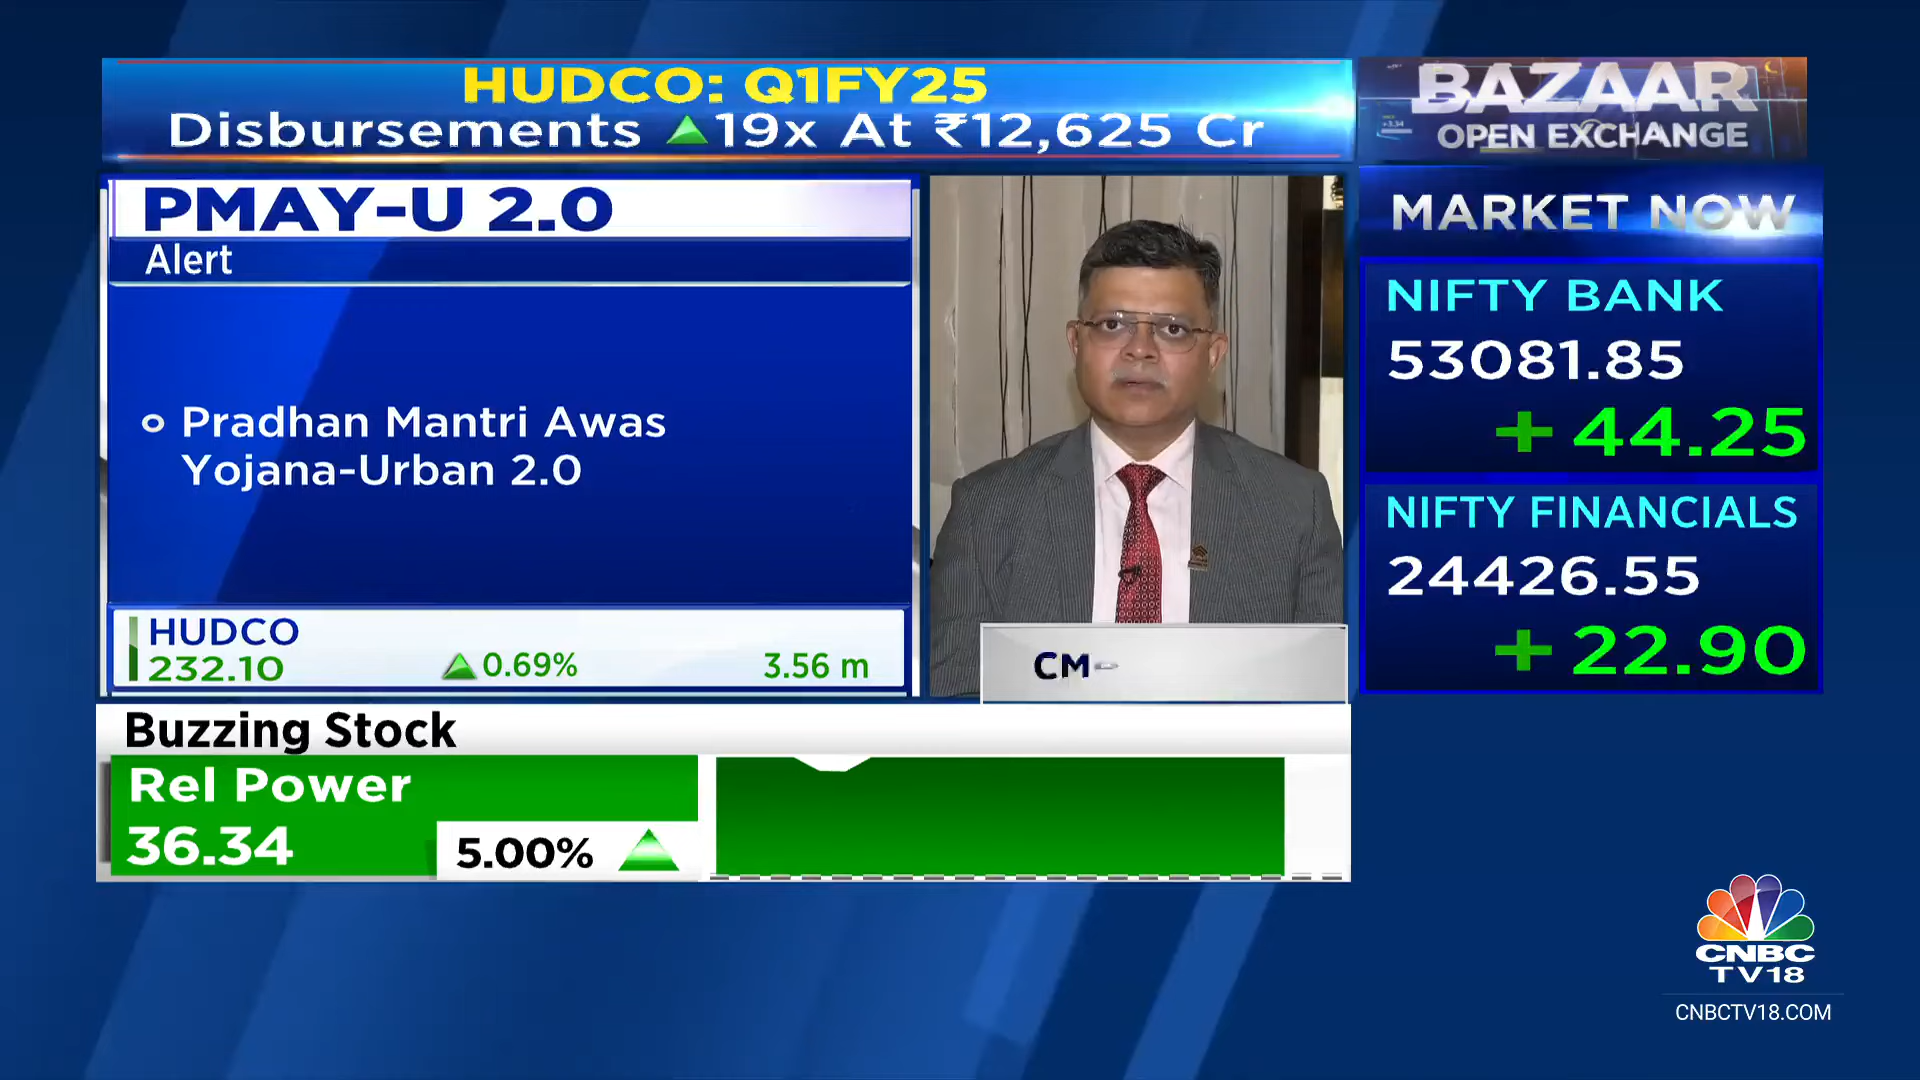 HUDCO: Q1FY25
Disbursements ▲19x At ₹12,625 Cr
BAZAAR
OPEN EXCHANGE
PMAY-U 2.0
Alert
Pradhan Mantri Awas
Yojana-Urban 2.0
HUDCO
232.10 ▲0.69% 3.56 m
CM
MARKET NOW
NIFTY BANK
53081.85
+44.25
NIFTY FINANCIALS
24426.55
+22.90
Buzzing Stock
Rel Power
36.34 5.00%
CNBC
TV18
CNBCTV18.COM